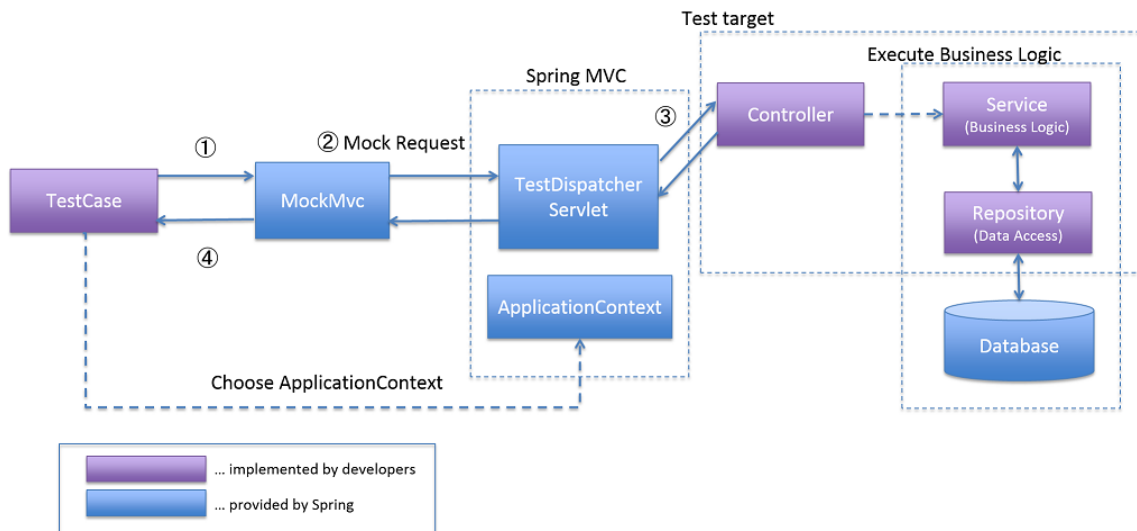 Test target
Execute Business Logic
Spring MVC
Controller
Service
(Business Logic)
③
①
② Mock Request
TestCase
MockMvc
TestDispatcher
Servlet
Repository
(Data Access)
④
ApplicationContext
Database
Choose ApplicationContext
... implemented by developers
... provided by Spring